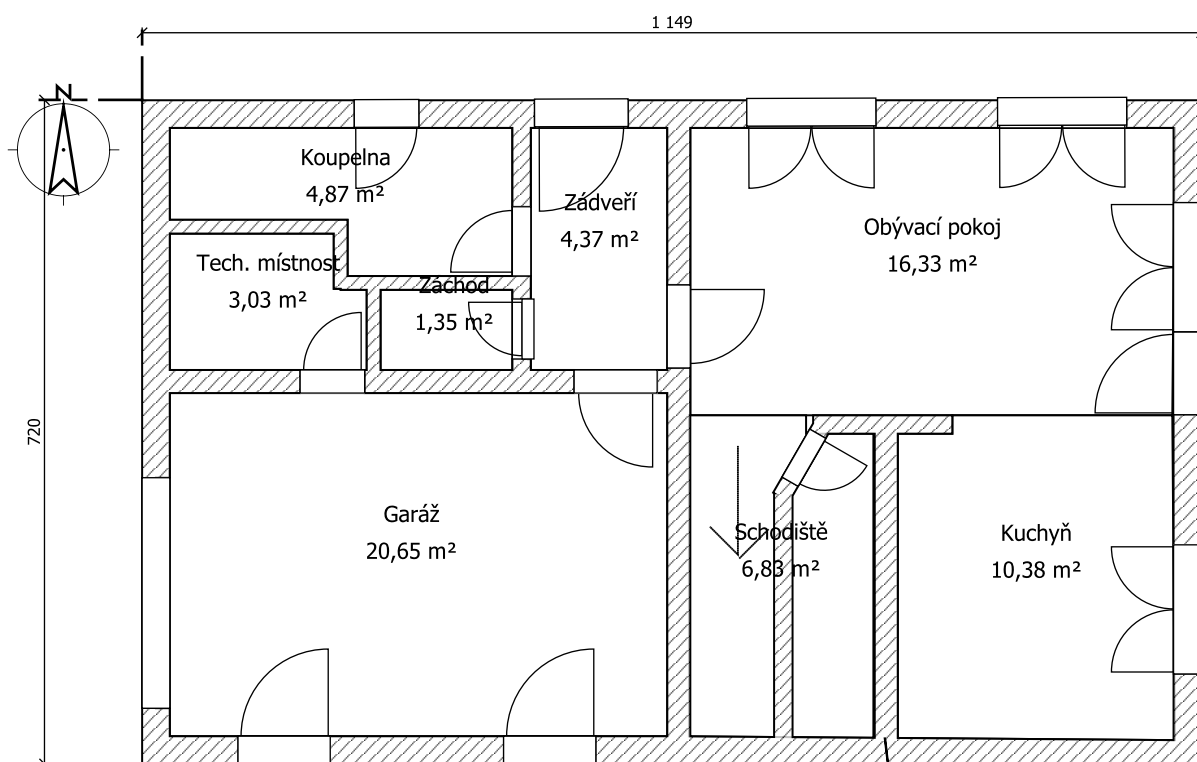 1 149
N
Koupelna
4,87 m²
Zádveří
4,37 m²
Obývací pokoj
16,33 m²
Tech. místnost
3,03 m²
Záchod
1,35 m²
720
Garáž
20,65 m²
Schodiště
6,83 m²
Kuchyň
10,38 m²